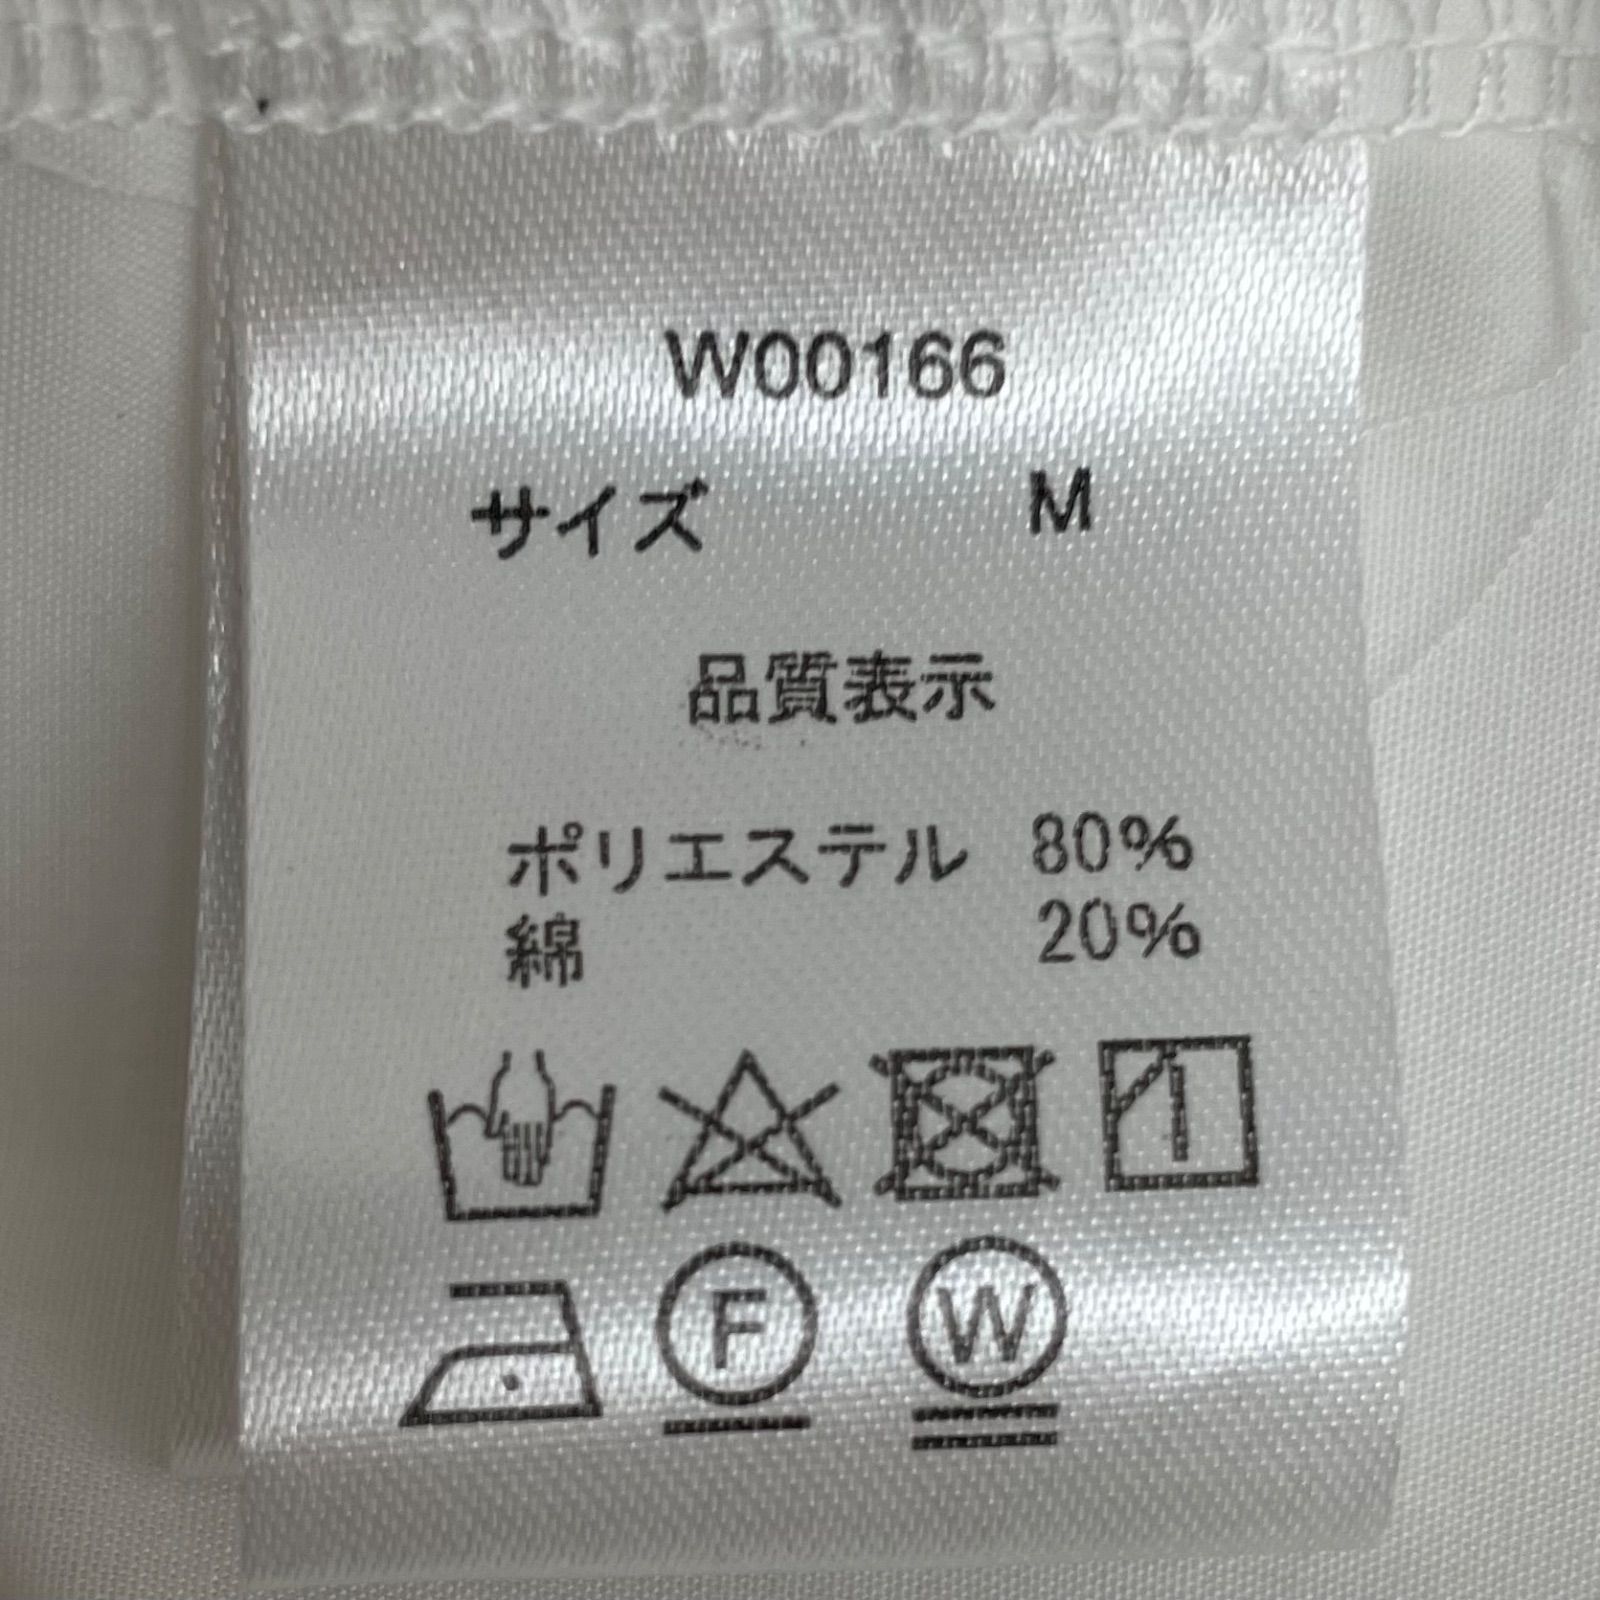 W00166
サイズ M
品質表示
ポリエステル 80%
綿 20%
F W